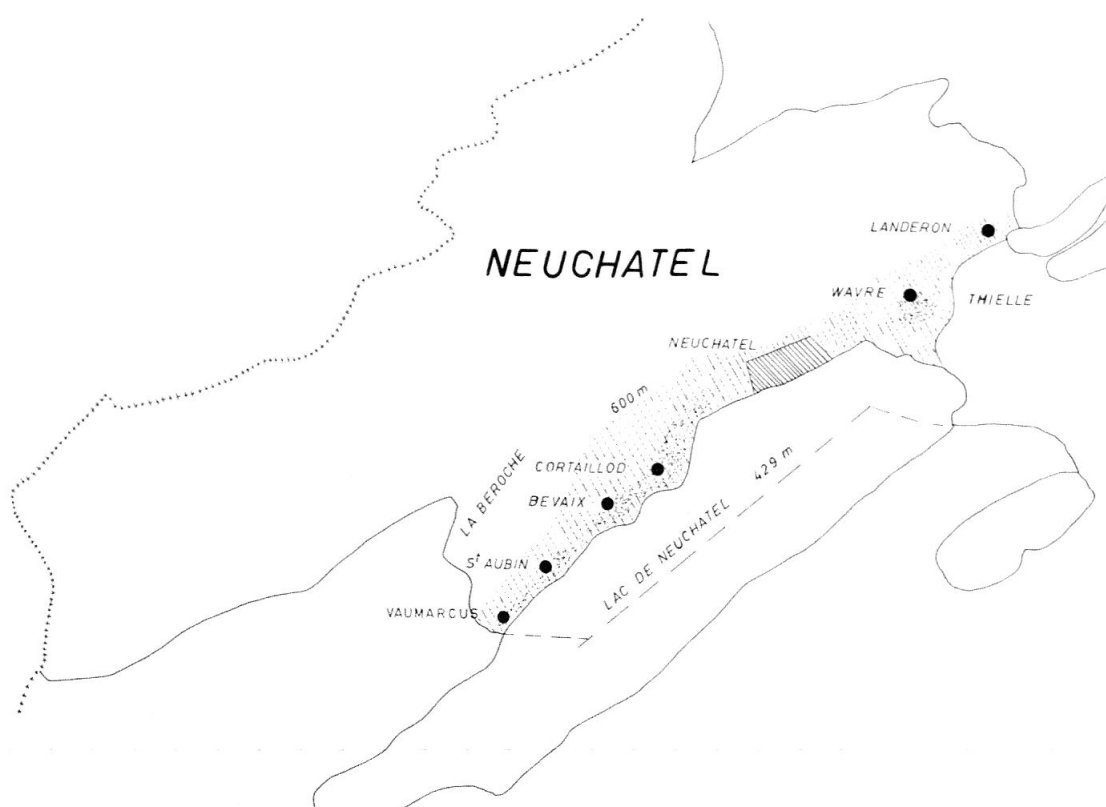 LANDERON
NEUCHATEL
WAVRE
THIELLE
NEUCHATEL
600 m
CORTAILLOD
429 m
LA BEROCHE
BEVAIX
LAC DE NEUCHATEL
St AUBIN
VAUMARCUS